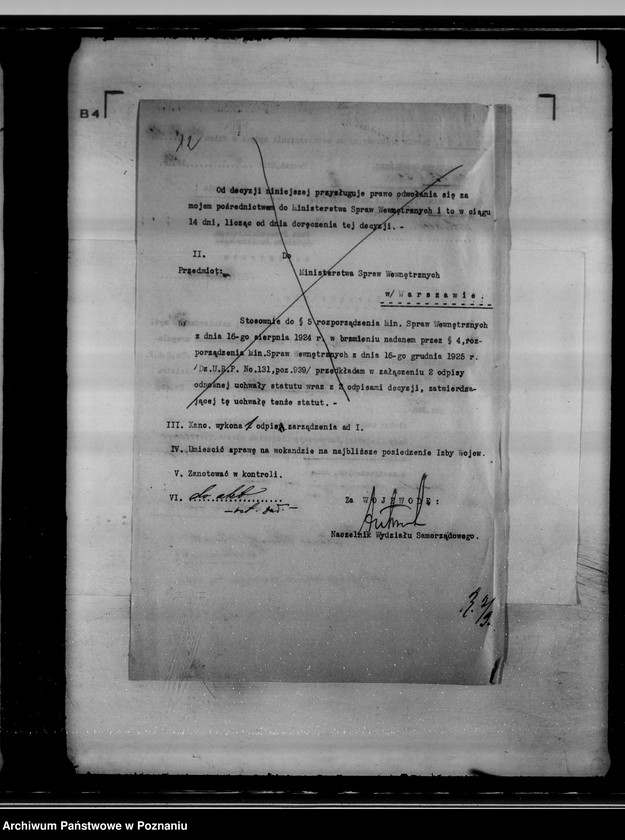 B4
12
Od decyzji niniejszej przysługuje prawo odwołania się za
mojem pośrednictwem do Ministerstwa Spraw Wewnętrznych i to w ciągu
14 dni, licząc od dnia doręczenia tej decyzji. -
II. Do
Przedmiot:
Ministerstwa Spraw Wewnętrznych
w/ Warszawie.
Stosownie do § 5 rozporządzenia Min. Spraw Wewnętrznych
z dnia 16-go sierpnia 1924 r. w brzmieniu nadanem przez § 4,roz-
porządzenia Min.Spraw Wewnętrznych z dnia 16-go grudnia 1925 r.
/Dz.U.R.P. No.131,poz.939/ przedkładam w załączeniu 2 odpisy
odnośnej uchwały statutu wraz z 2 odpisami decyzji, zatwierdza-
jącej tę uchwałę tenże statut. -
III. Kanc. wykona 1 odpis zarządzenia ad I.
IV. Umieścić sprawę na wokandzie na najbliższe posiedzenie Izby Wojew.
V. Zanotować w kontroli.
VI. do akt
Za WOJEWODĘ:
Naczelnik Wydziału Samorządowego.
Archiwum Państwowe w Poznaniu